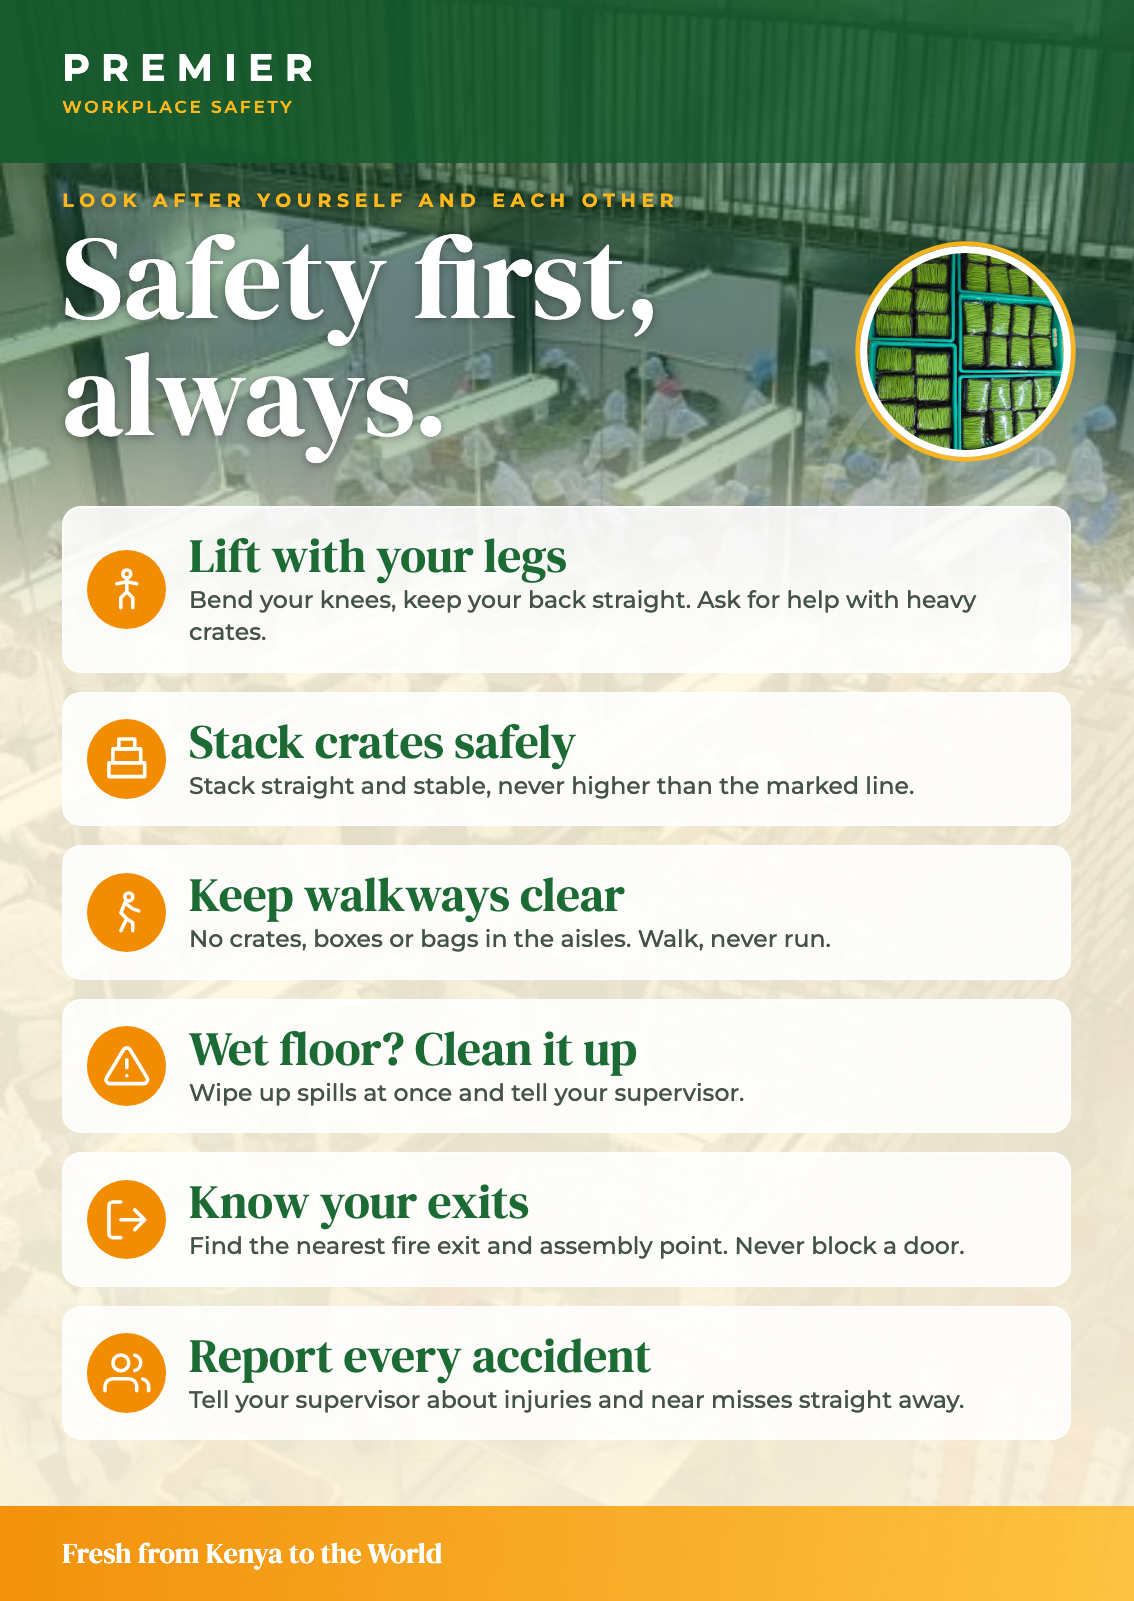 PREMIER
WORKPLACE SAFETY
LOOK AFTER YOURSELF AND EACH OTHER
Safety first,
always.
Lift with your legs
Bend your knees, keep your back straight. Ask for help with heavy
crates.
Stack crates safely
Stack straight and stable, never higher than the marked line.
Keep walkways clear
No crates, boxes or bags in the aisles. Walk, never run.
Wet floor? Clean it up
Wipe up spills at once and tell your supervisor.
Know your exits
Find the nearest fire exit and assembly point. Never block a door.
Report every accident
Tell your supervisor about injuries and near misses straight away.
Fresh from Kenya to the World